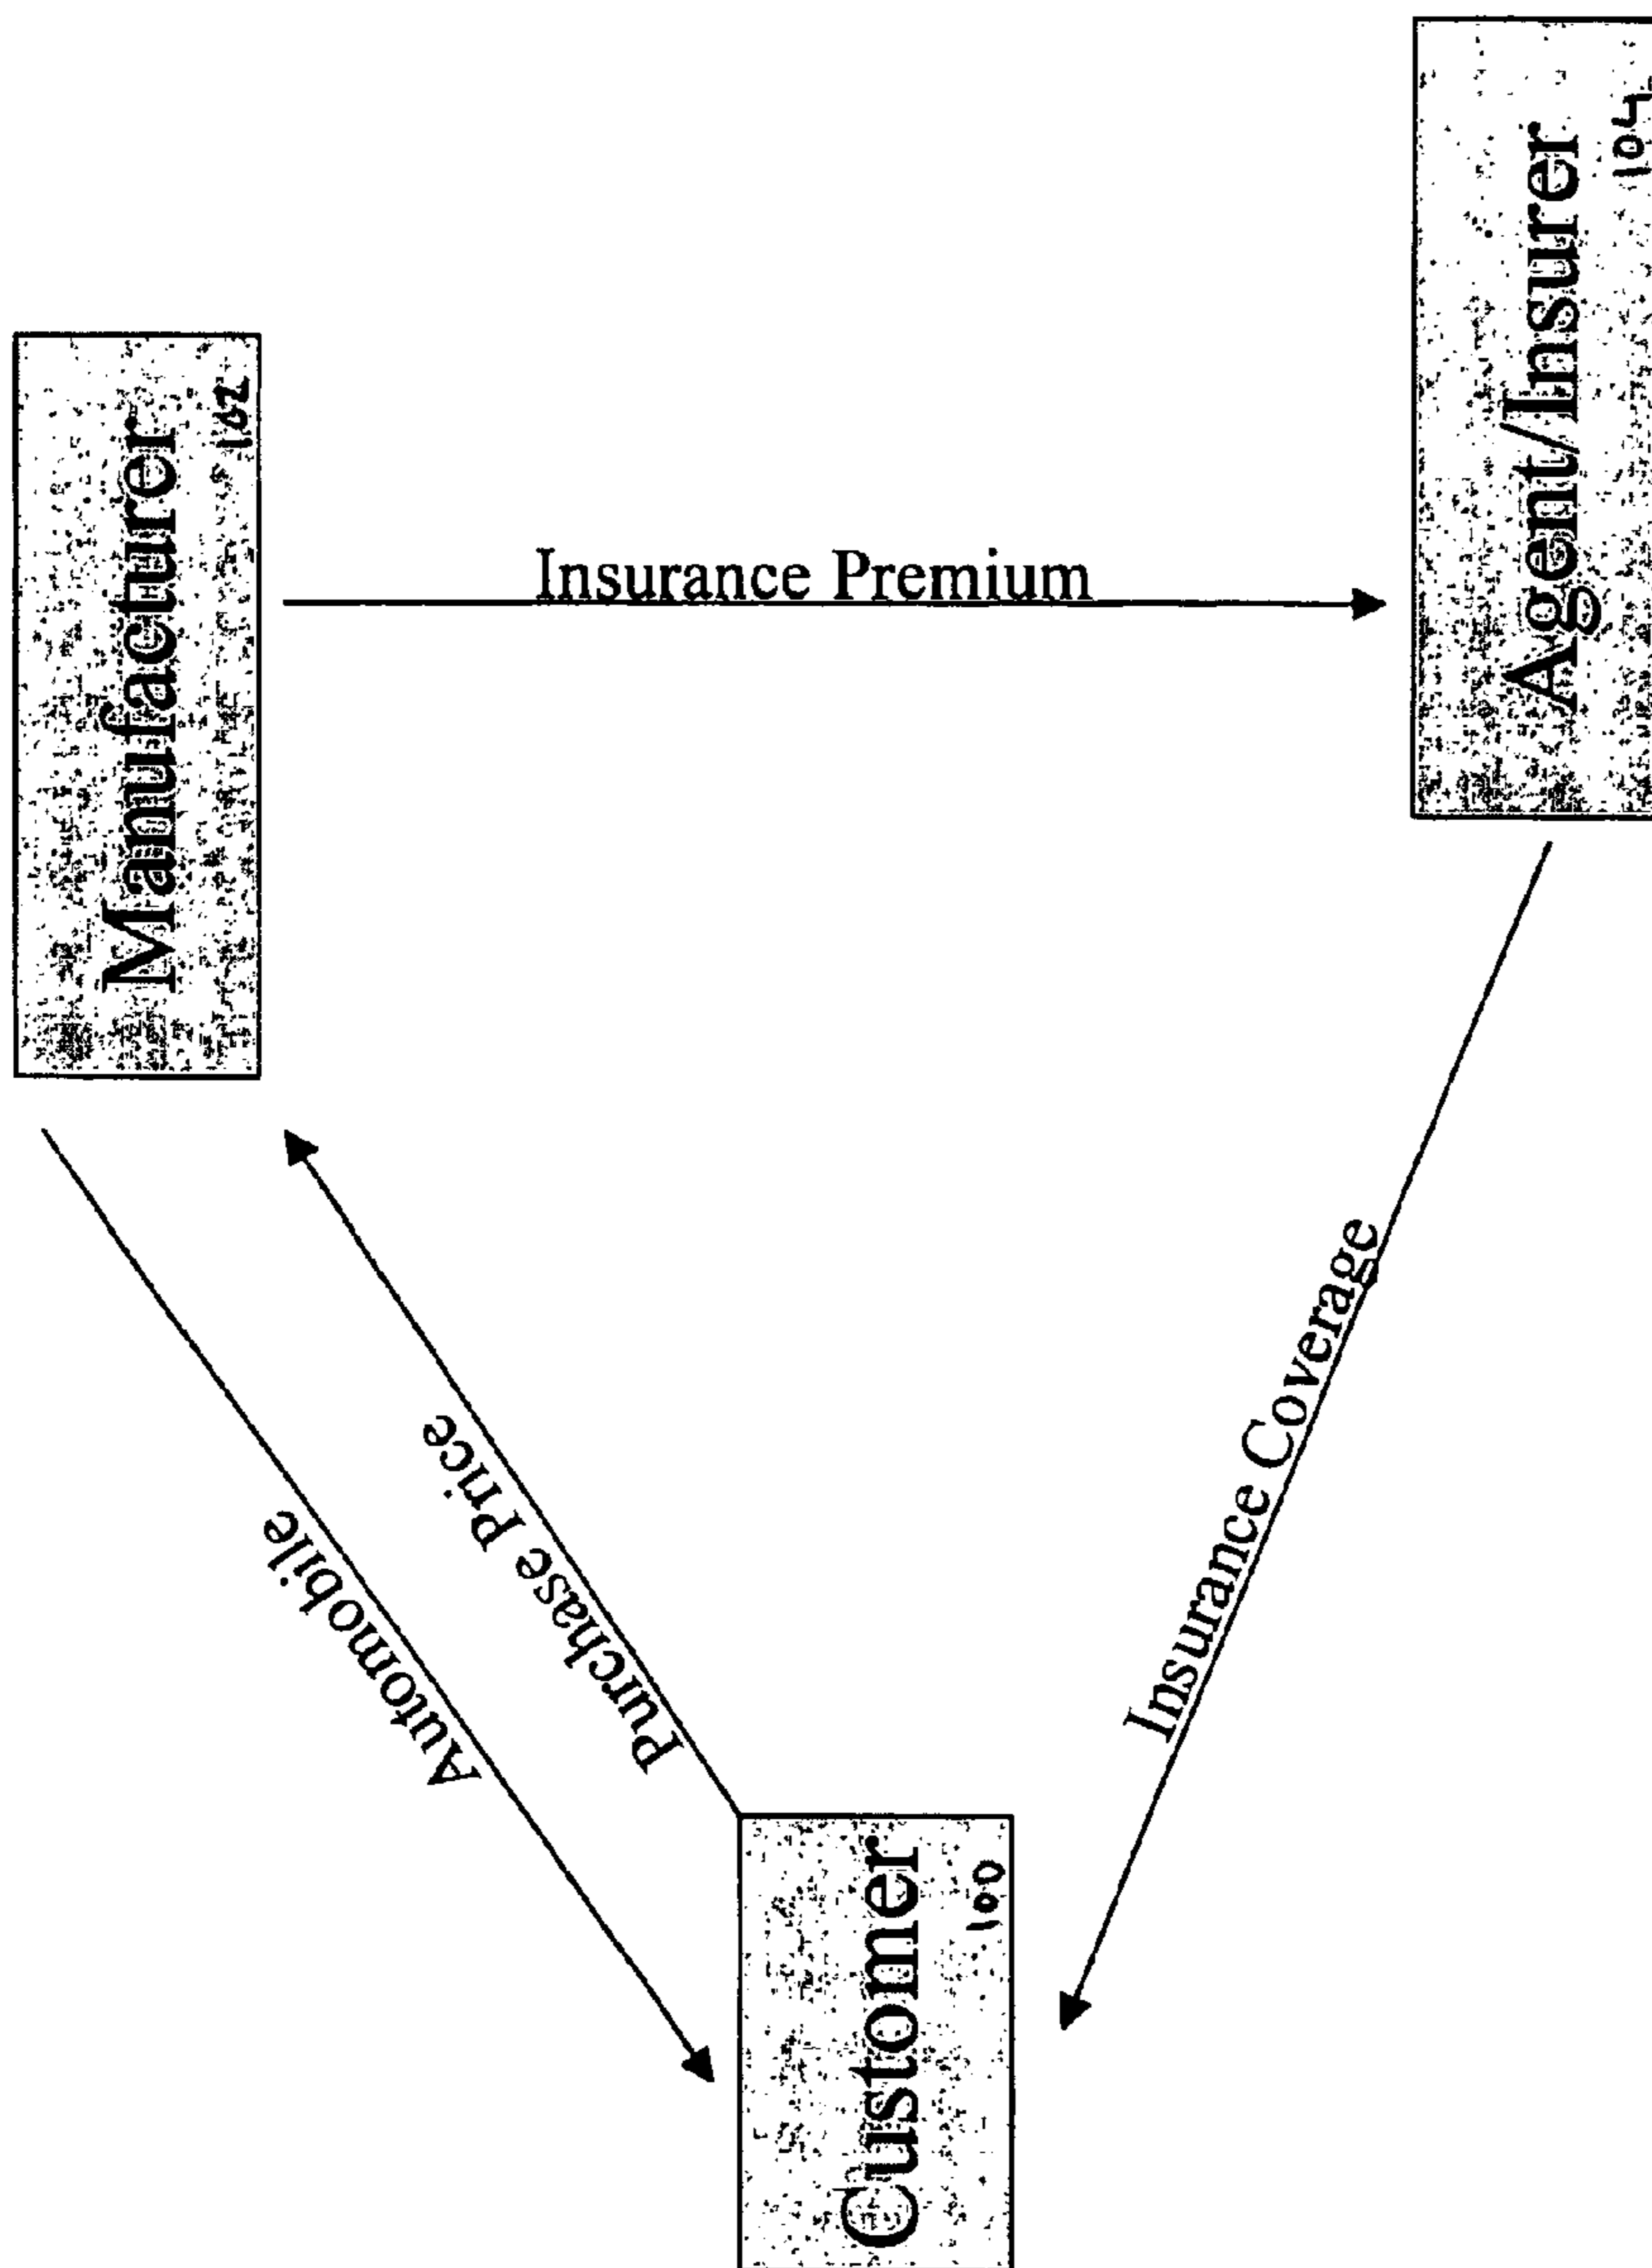 Manufacturer
102
Insurance Premium
Agent/Insurer
104
Automobile
Purchase Price
Insurance Coverage
Customer
100